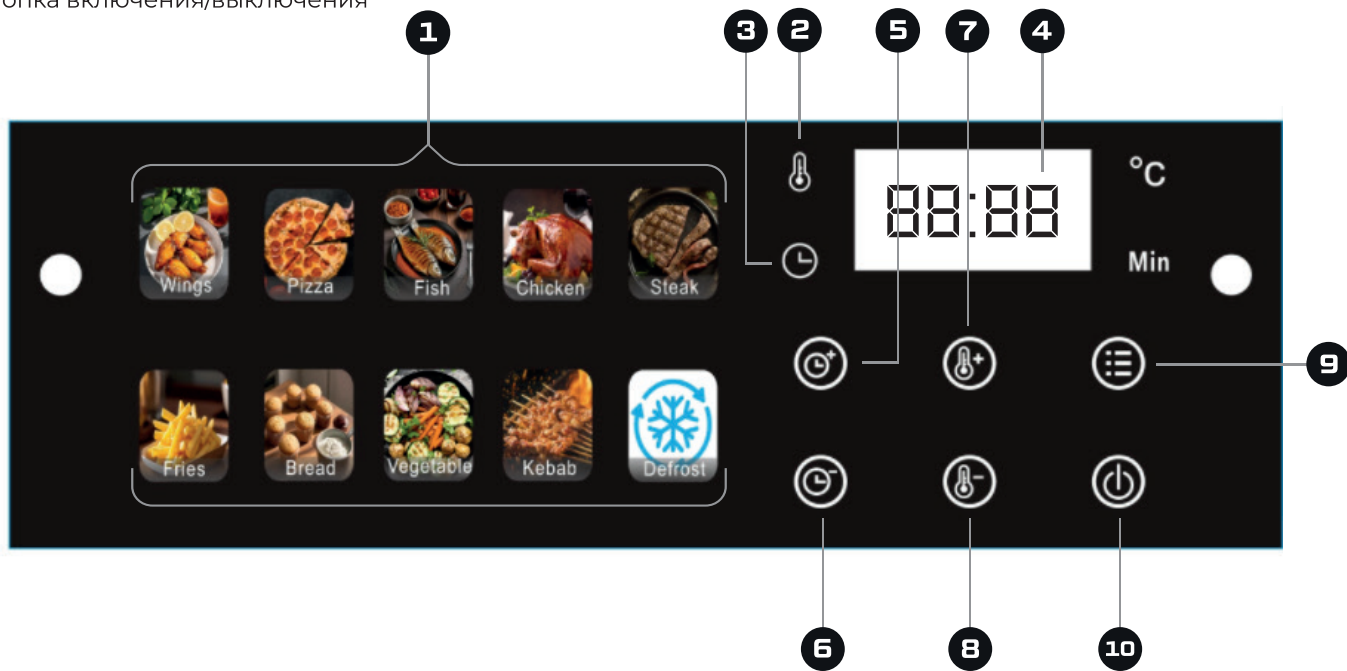 включения/выключения
1
3 2 5 7 4
88:88 °C
Min
Wings Pizza Fish Chicken Steak
9
Fries Bread Vegetable Kebab Defrost
6 8 10